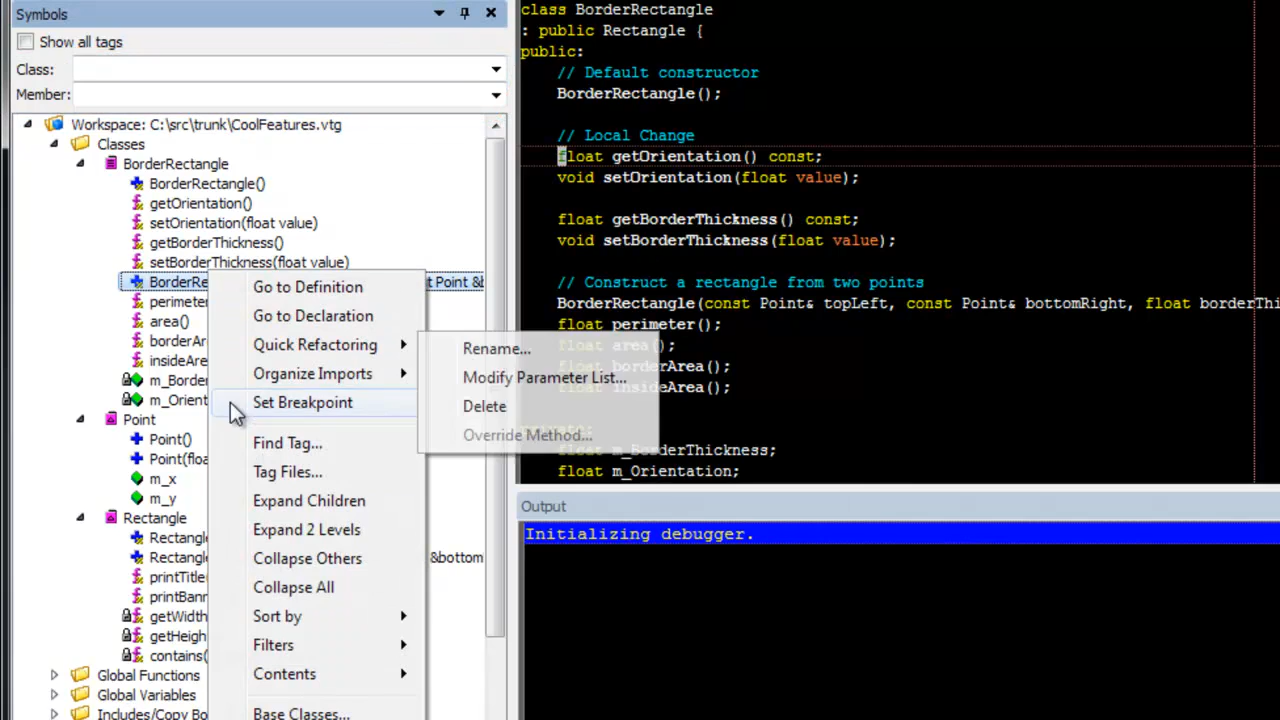 Symbols
Show all tags
Class:
Member:
Workspace: C:\src\trunk\CoolFeatures.vtg
Classes
BorderRectangle
BorderRectangle()
getOrientation()
setOrientation(float value)
getBorderThickness()
setBorderThickness(float value)
BorderRe
t Point &b
perimeter
area()
borderAr
insideArea
m_Border
m_Orient
Point
Point()
Point(floa
m_x
m_y
Rectangle
Rectangle
Rectangle
&bottom
printTitle
printBann
getWidth
getHeigh
contains(
Global Functions
Global Variables
Includes/Copy Bo
Go to Definition
Go to Declaration
Quick Refactoring
Organize Imports
Set Breakpoint
Find Tag...
Tag Files...
Expand Children
Expand 2 Levels
Collapse Others
Collapse All
Sort by
Filters
Contents
Base Classes...
Rename...
Modify Parameter List...
Delete
Override Method...
class BorderRectangle
: public Rectangle {
public:
// Default constructor
BorderRectangle();
// Local Change
float getOrientation() const;
void setOrientation(float value);
float getBorderThickness() const;
void setBorderThickness(float value);
// Construct a rectangle from two points
BorderRectangle(const Point& topLeft, const Point& bottomRight, float borderThi
float perimeter();
float area();
float borderArea();
float insideArea();
private:
float m_BorderThickness;
float m_Orientation;
Output
Initializing debugger.